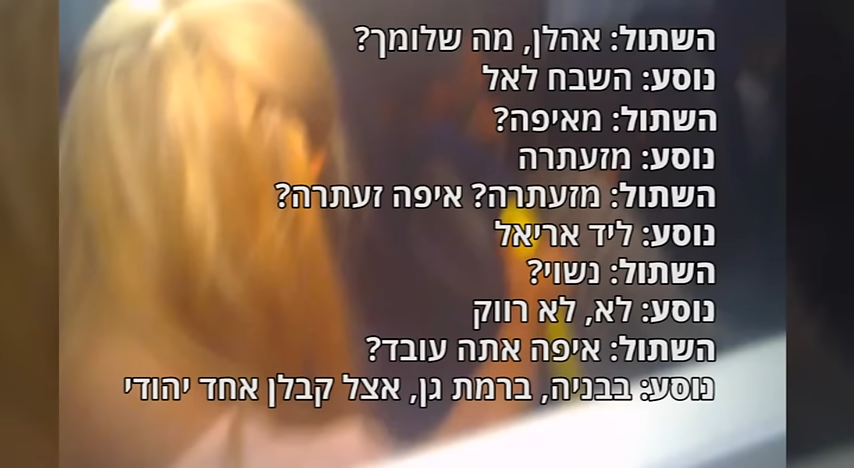 השתול: אהלן, מה שלומך?
נוסע: השבח לאל
השתול: מאיפה?
נוסע: מזעתרה
השתול: מזעתרה? איפה זעתרה?
נוסע: ליד אריאל
השתול: נשוי?
נוסע: לא, לא רווק
השתול: איפה אתה עובד?
נוסע: בבניה, ברמת גן, אצל קבלן אחד יהודי